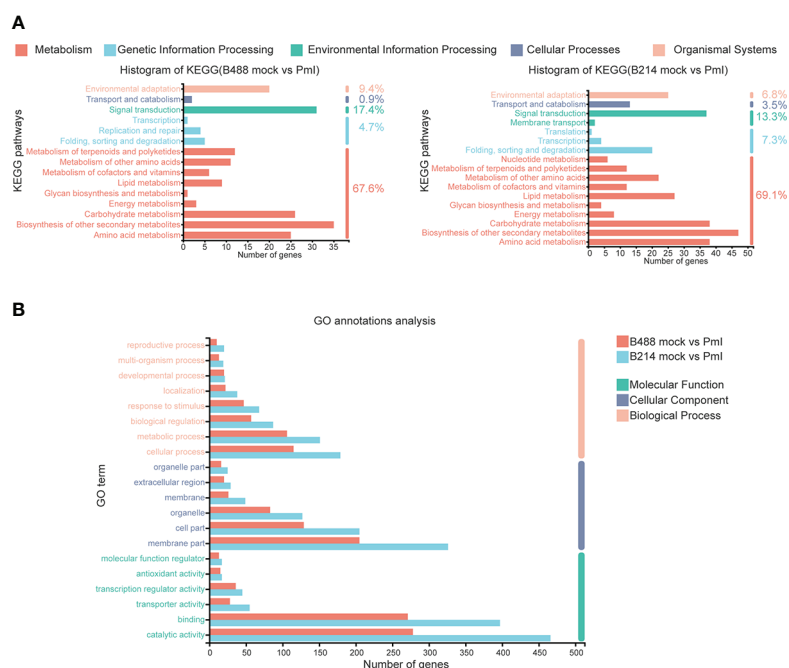 A
Metabolism Genetic Information Processing Environmental Information Processing Cellular Processes Organismal Systems
Histogram of KEGG(B488 mock vs PmI)
KEGG pathways
Environmental adaptation
Transport and catabolism
Signal transduction
Transcription
Replication and repair
Folding, sorting and degradation
Metabolism of terpenoids and polyketides
Metabolism of other amino acids
Metabolism of cofactors and vitamins
Lipid metabolism
Glycan biosynthesis and metabolism
Energy metabolism
Carbohydrate metabolism
Biosynthesis of other secondary metabolites
Amino acid metabolism
9.4%
0.9%
17.4%
4.7%
67.6%
0 5 10 15 20 25 30 35
Number of genes
Histogram of KEGG(B214 mock vs PmI)
KEGG pathways
Environmental adaptation
Transport and catabolism
Signal transduction
Membrane transport
Translation
Transcription
Folding, sorting and degradation
Nucleotide metabolism
Metabolism of terpenoids and polyketides
Metabolism of other amino acids
Metabolism of cofactors and vitamins
Lipid metabolism
Glycan biosynthesis and metabolism
Energy metabolism
Carbohydrate metabolism
Biosynthesis of other secondary metabolites
Amino acid metabolism
6.8%
3.5%
13.3%
7.3%
69.1%
0 5 10 15 20 25 30 35 40 45 50
Number of genes
B
GO annotations analysis
GO term
reproductive process
multi-organism process
developmental process
localization
response to stimulus
biological regulation
metabolic process
cellular process
organelle part
extracellular region
membrane
organelle
cell part
membrane part
molecular function regulator
antioxidant activity
transcription regulator activity
transporter activity
binding
catalytic activity
0 50 100 150 200 250 300 350 400 450 500
Number of genes
B488 mock vs PmI
B214 mock vs PmI
Molecular Function
Cellular Component
Biological Process